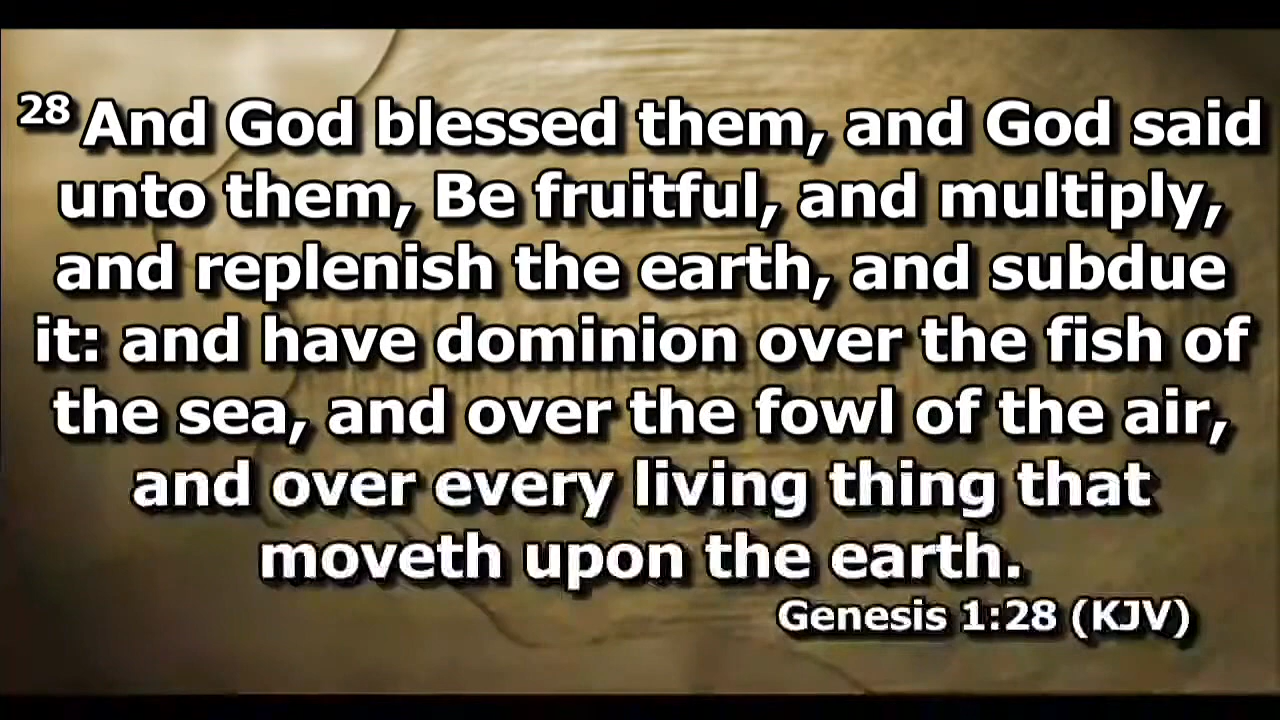 28 And God blessed them, and God said
unto them, Be fruitful, and multiply,
and replenish the earth, and subdue
it: and have dominion over the fish of
the sea, and over the fowl of the air,
and over every living thing that
moveth upon the earth.
Genesis 1:28 (KJV)